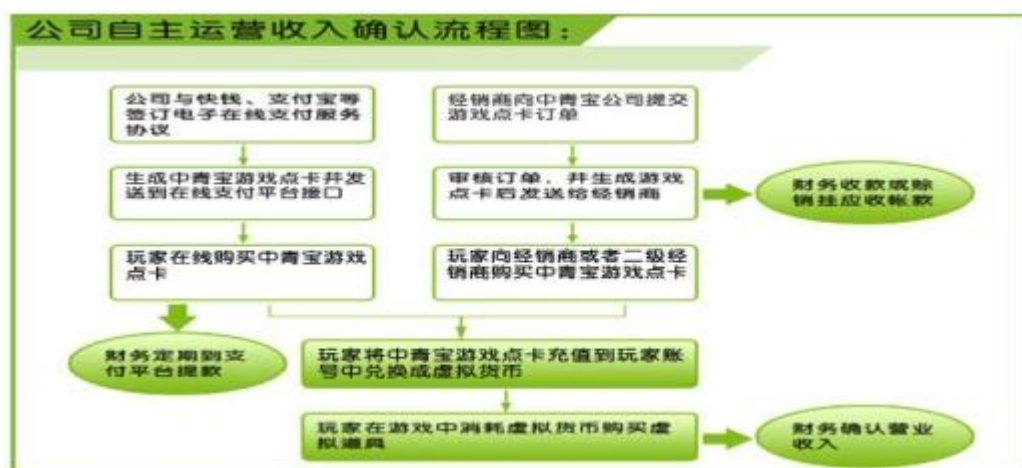 公司自主运营收入确认流程图：
公司与快钱、支付宝等
签订电子在线支付服务
协议
经销商向中青宝公司提交
游戏点卡订单
生成中青宝游戏点卡并发
送到在线支付平台接口
审核订单，并生成游戏
点卡后发送给经销商
财务收款或赊
销挂应收帐款
玩家在线购买中青宝游戏
点卡
玩家向经销商或者二级经
销商购买中青宝游戏点卡
财务定期到支
付平台提款
玩家将中青宝游戏点卡充值到玩家账
号中兑换成虚拟货币
玩家在游戏中消耗虚拟货币购买虚
拟道具
财务确认营业
收入